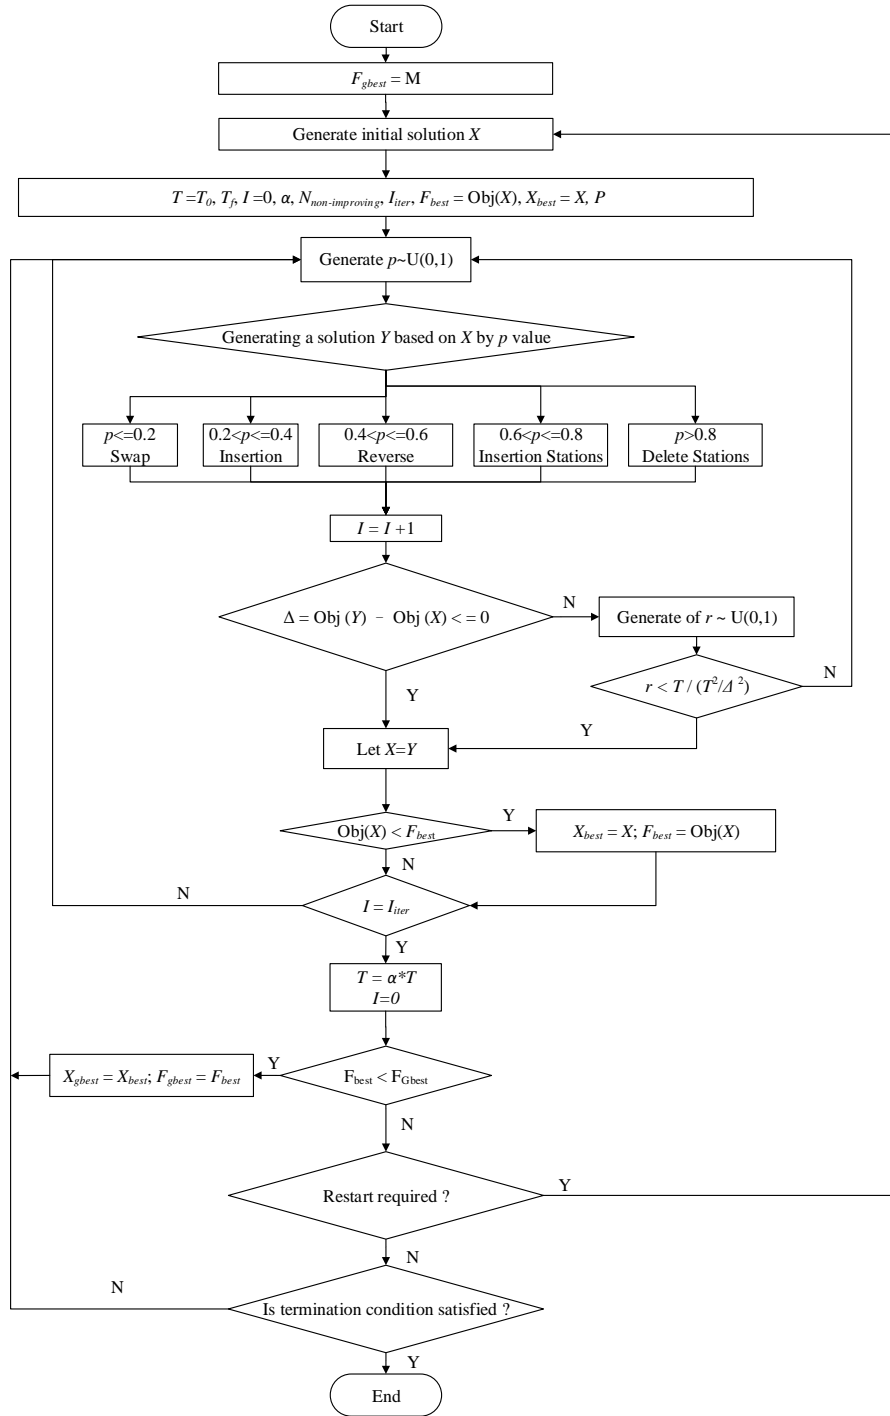 Start
F_gbest = M
Generate initial solution X
T =T_0, T_f, I =0, α, N_non-improving, I_iter, F_best = Obj(X), X_best = X, P
Generate p~U(0,1)
Generating a solution Y based on X by p value
p<=0.2
Swap
0.2<p<=0.4
Insertion
0.4<p<=0.6
Reverse
0.6<p<=0.8
Insertion Stations
p>0.8
Delete Stations
I = I +1
Δ = Obj (Y) - Obj (X) < = 0
N
Generate of r ~ U(0,1)
Y
r < T / (T²/Δ²)
N
Y
Let X=Y
Obj(X) < F_best
Y
X_best = X; F_best = Obj(X)
N
I = I_iter
N
Y
T = α*T
I=0
F_best < F_Gbest
Y
X_gbest = X_best; F_gbest = F_best
N
Restart required ?
Y
N
Is termination condition satisfied ?
N
Y
End